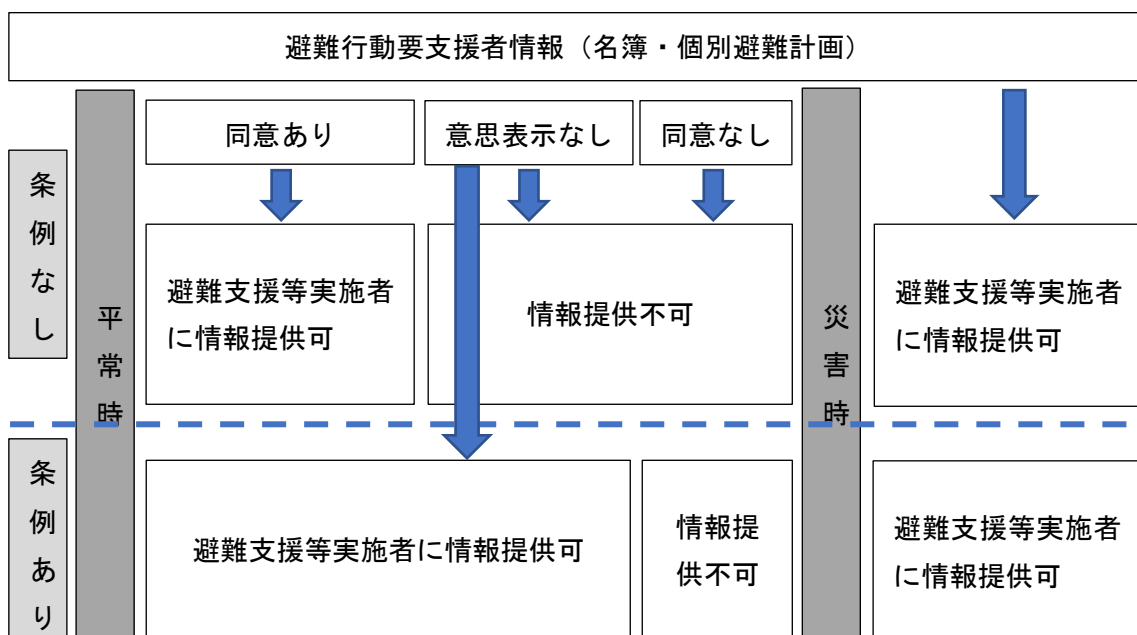 避難行動要支援者情報（名簿・個別避難計画）
同意あり
意思表示なし
同意なし
条例なし
平常時
災害時
避難支援等実施者
に情報提供可
情報提供不可
避難支援等実施者
に情報提供可
条例あり
避難支援等実施者に情報提供可
情報提
供不可
避難支援等実施者
に情報提供可